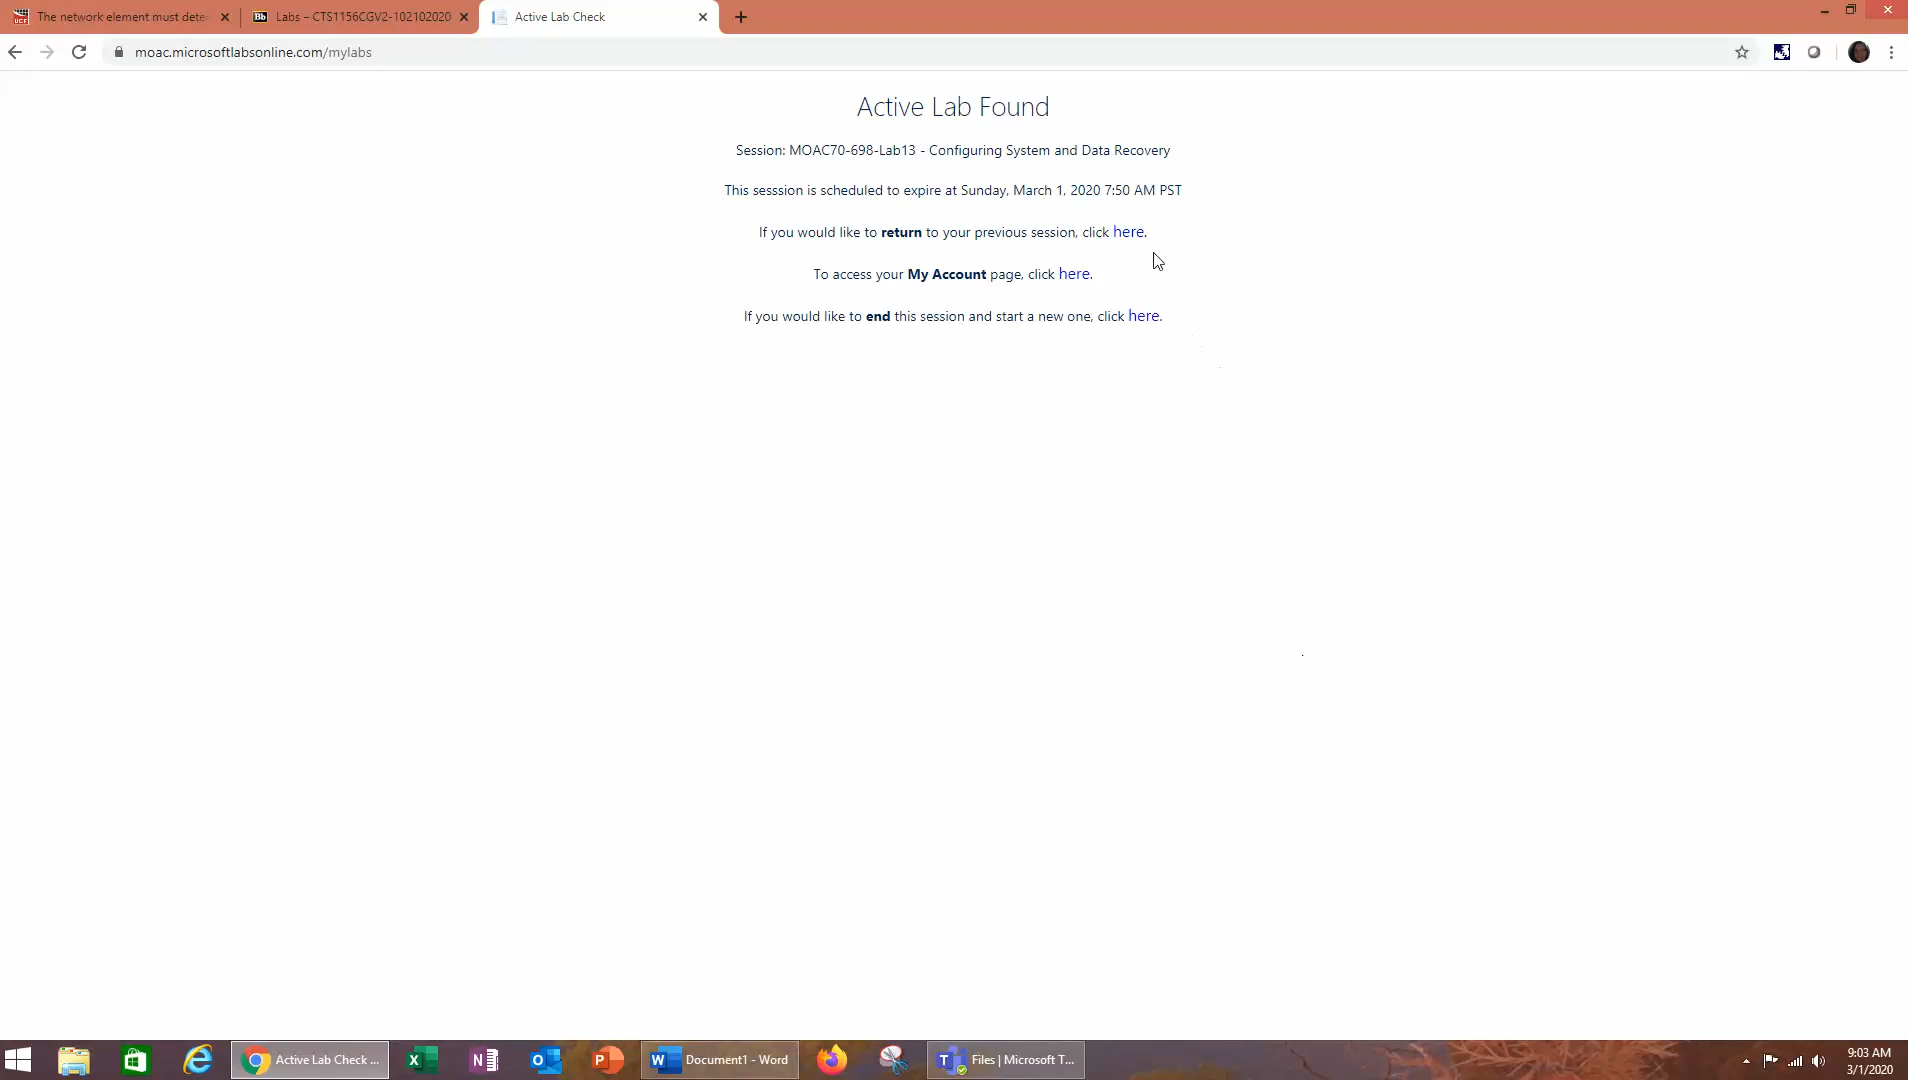 The network element must dete
Labs – CTS1156CGV2-102102020
Active Lab Check
moac.microsoftlabsonline.com/mylabs
Active Lab Found
Session: MOAC70-698-Lab13 - Configuring System and Data Recovery
This sesssion is scheduled to expire at Sunday, March 1, 2020 7:50 AM PST
If you would like to return to your previous session, click here.
To access your My Account page, click here.
If you would like to end this session and start a new one, click here.
Active Lab Check ...
Document1 - Word
Files | Microsoft T...
9:03 AM
3/1/2020